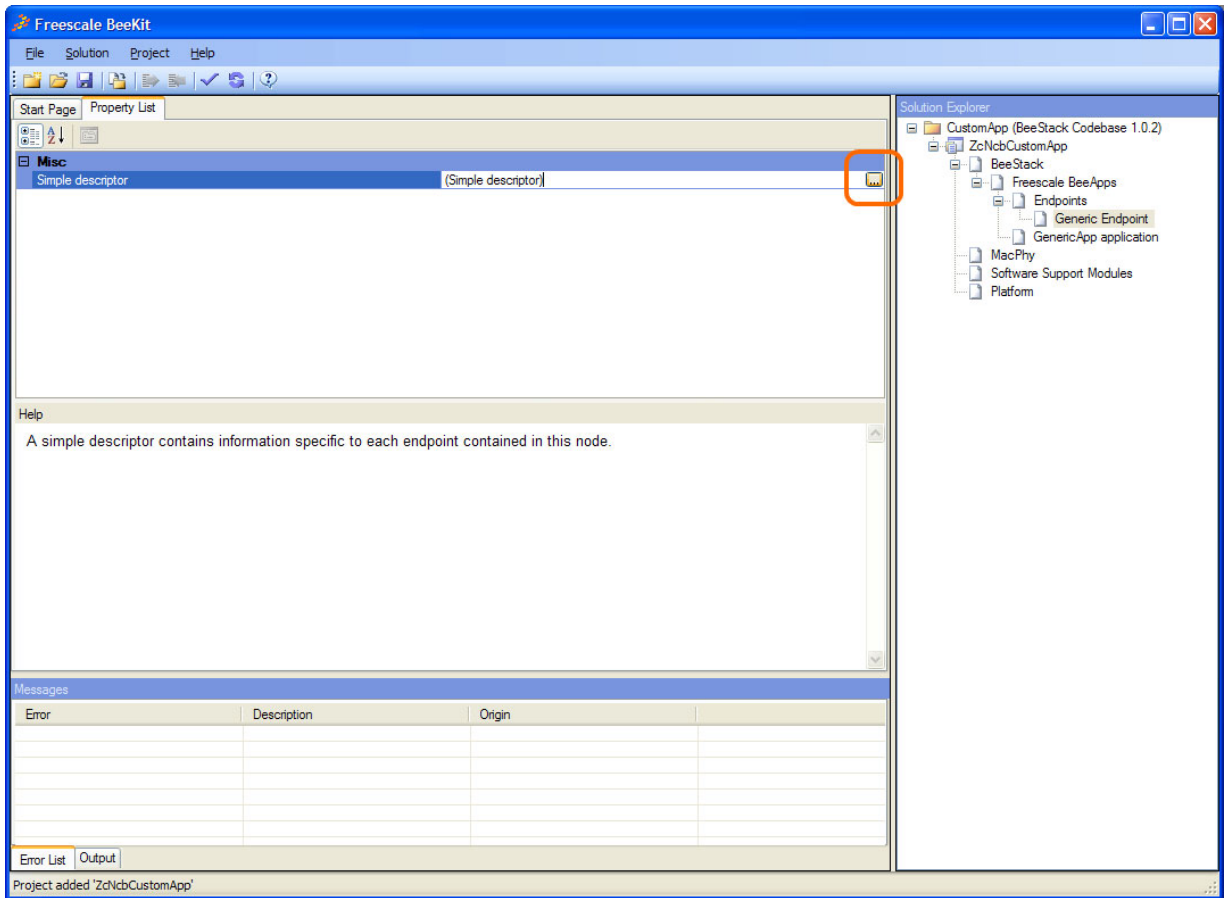 Freescale BeeKit
File Solution Project Help
Start Page Property List
Misc
Simple descriptor (Simple descriptor)
Help
A simple descriptor contains information specific to each endpoint contained in this node.
Messages
Error Description Origin
Error List Output
Project added 'ZcNcbCustomApp'
Solution Explorer
CustomApp (BeeStack Codebase 1.0.2)
ZcNcbCustomApp
BeeStack
Freescale BeeApps
Endpoints
Generic Endpoint
GenericApp application
MacPhy
Software Support Modules
Platform